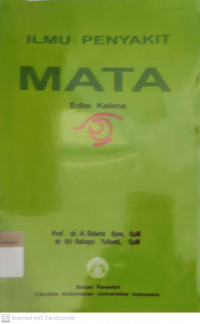 ILMU PENYAKIT
MATA
Edisi Kelima
Prof. dr. H Sidarta Ilyas, SpM
dr. Sri Rahayu Yulianti, SpM
Badan Penerbit
Fakultas Kedokteran Universitas Indonesia
Scanned with CamScanner